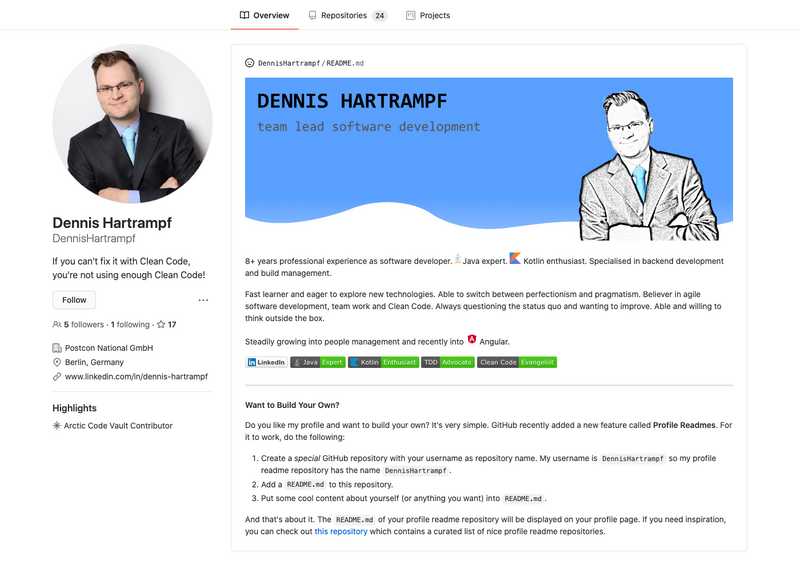 Overview Repositories 24 Projects
Dennis Hartrampf
DennisHartrampf
If you can't fix it with Clean Code,
you're not using enough Clean Code!
Follow
5 followers · 1 following · 17
Postcon National GmbH
Berlin, Germany
www.linkedin.com/in/dennis-hartrampf
Highlights
Arctic Code Vault Contributor
DennisHartrampf/README.md
DENNIS HARTRAMPF
team lead software development
8+ years professional experience as software developer. Java expert. Kotlin enthusiast. Specialised in backend development
and build management.
Fast learner and eager to explore new technologies. Able to switch between perfectionism and pragmatism. Believer in agile
software development, team work and Clean Code. Always questioning the status quo and wanting to improve. Able and willing to
think outside the box.
Steadily growing into people management and recently into Angular.
LinkedIn Java Expert Kotlin Enthusiast TDD Advocate Clean Code Evangelist
Want to Build Your Own?
Do you like my profile and want to build your own? It's very simple. GitHub recently added a new feature called Profile Readmes. For
it to work, do the following:
1. Create a special GitHub repository with your username as repository name. My username is DennisHartrampf so my profile
readme repository has the name DennisHartrampf.
2. Add a README.md to this repository.
3. Put some cool content about yourself (or anything you want) into README.md.
And that's about it. The README.md of your profile readme repository will be displayed on your profile page. If you need inspiration,
you can check out this repository which contains a curated list of nice profile readme repositories.